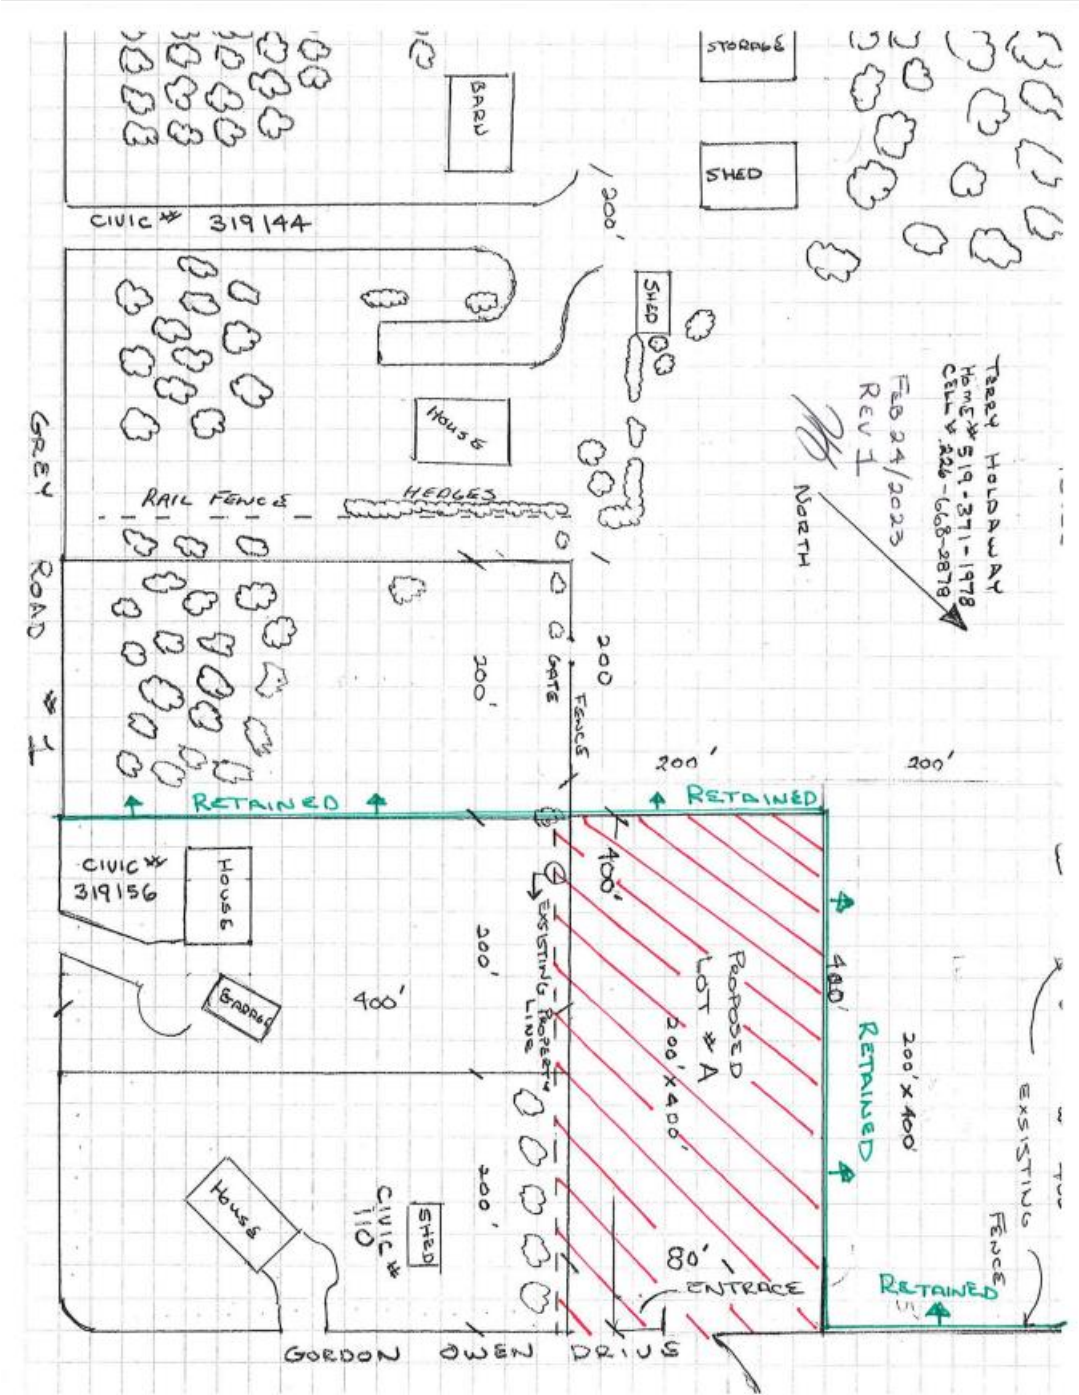 STORAGE
BARN
SHED
200'
CIVIC # 319144
SHED
TERRY HOLDAWAY
HOME # 519-371-1978
CELL # 226-668-2878
FEB 24/2023
REV 1
NORTH
HOUSE
RAIL FENCE
HEDGES
GREY ROAD # 1
200'
200
GATE
FENCE
200'
200'
RETAINED
RETAINED
CIVIC #
319156
HOUSE
400'
GARAGE
400'
200'
EXSISTING PROPERTY
LINE
PROPOSED
LOT # A
200' X 400'
400'
RETAINED
200' X 400'
EXSISTING
FENCE
HOUSE
CIVIC #
110
SHED
200'
80'
ENTRACE
RETAINED
GORDON OWEN DRIVE